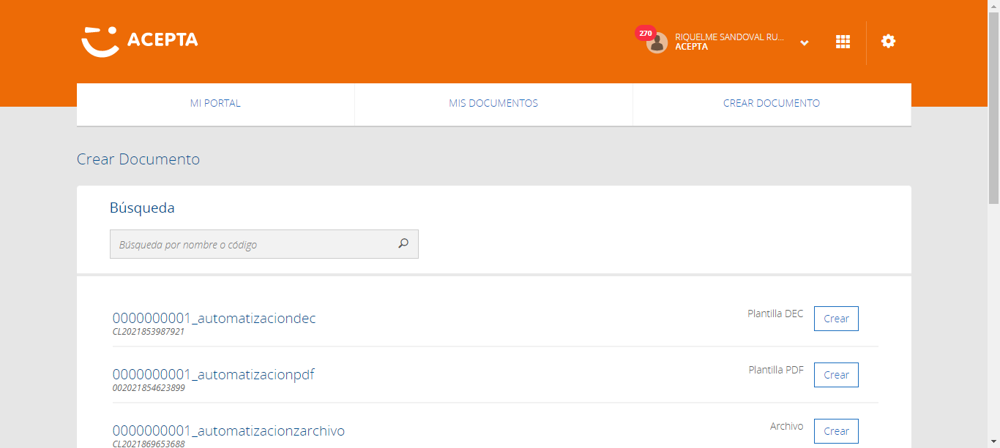 ACEPTA
270
RIQUELME SANDOVAL RU...
ACEPTA
MI PORTAL
MIS DOCUMENTOS
CREAR DOCUMENTO
Crear Documento
Búsqueda
Búsqueda por nombre o código
0000000001_automatizaciondec
CL2021853987921
Plantilla DEC
Crear
0000000001_automatizacionpdf
002021854623899
Plantilla PDF
Crear
0000000001_automatizacionzarchivo
CL2021869653688
Archivo
Crear